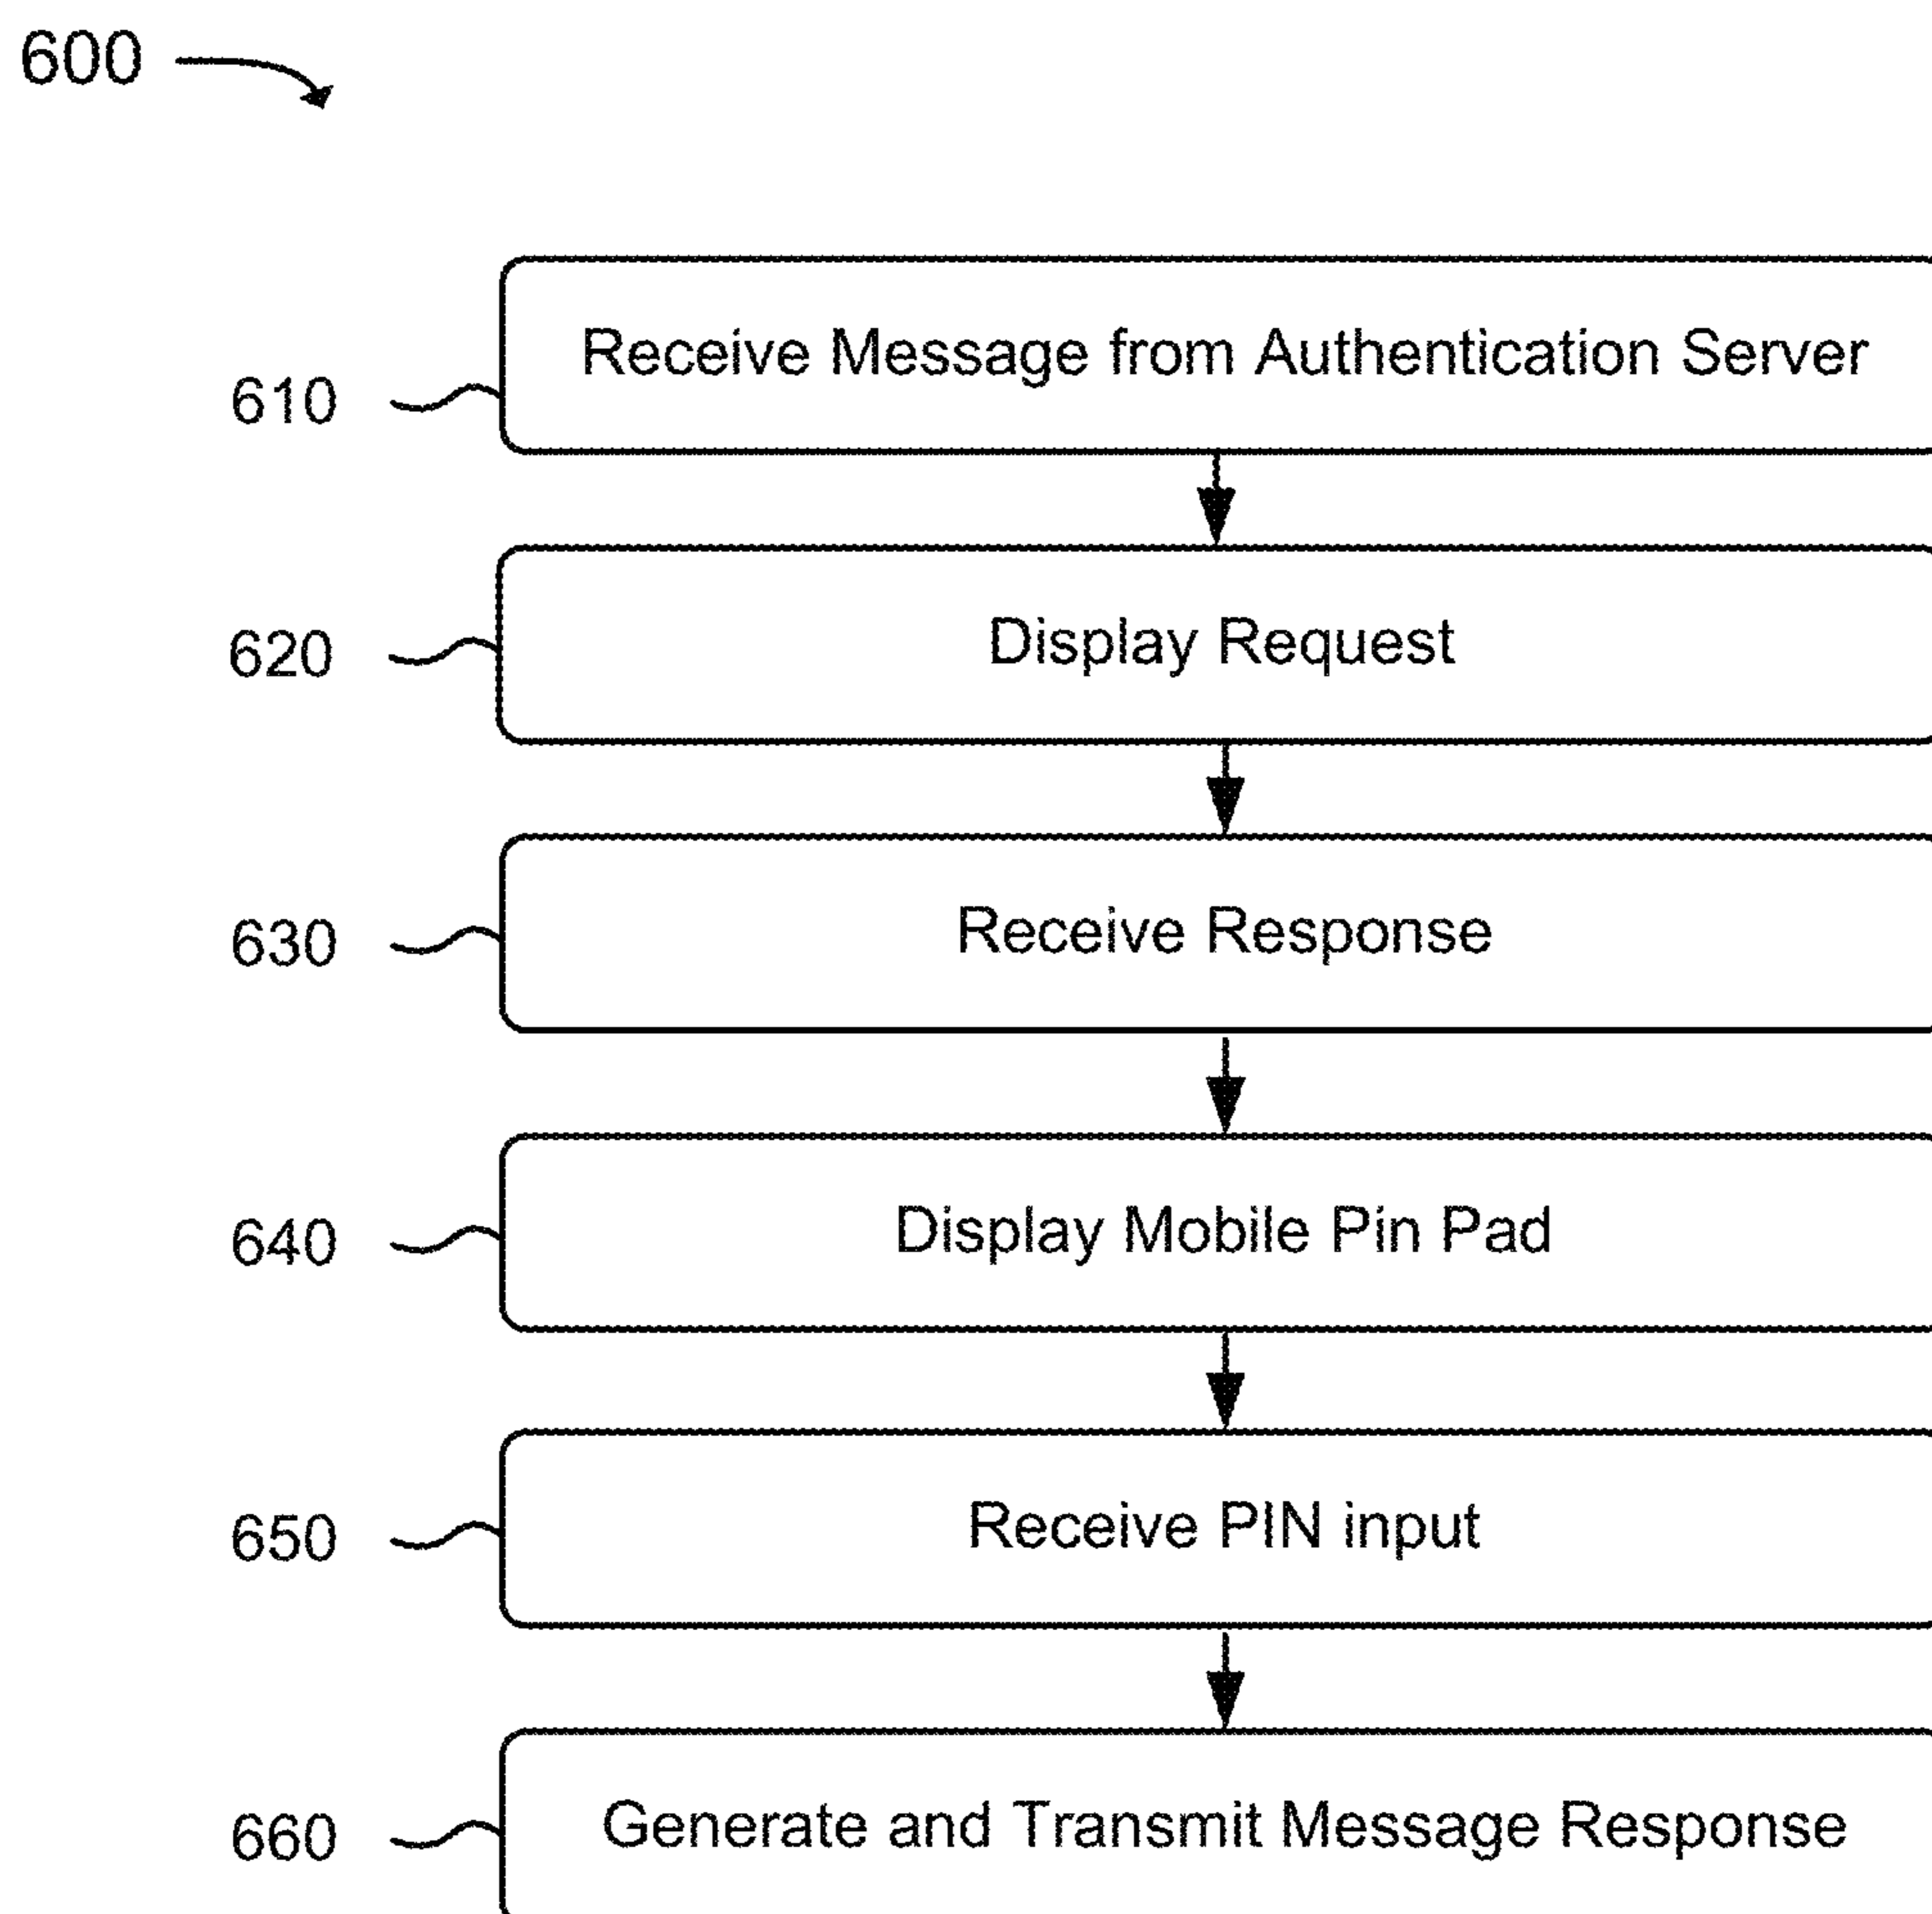 600
Receive Message from Authentication Server
610
Display Request
620
Receive Response
630
Display Mobile Pin Pad
640
Receive PIN input
650
Generate and Transmit Message Response
660